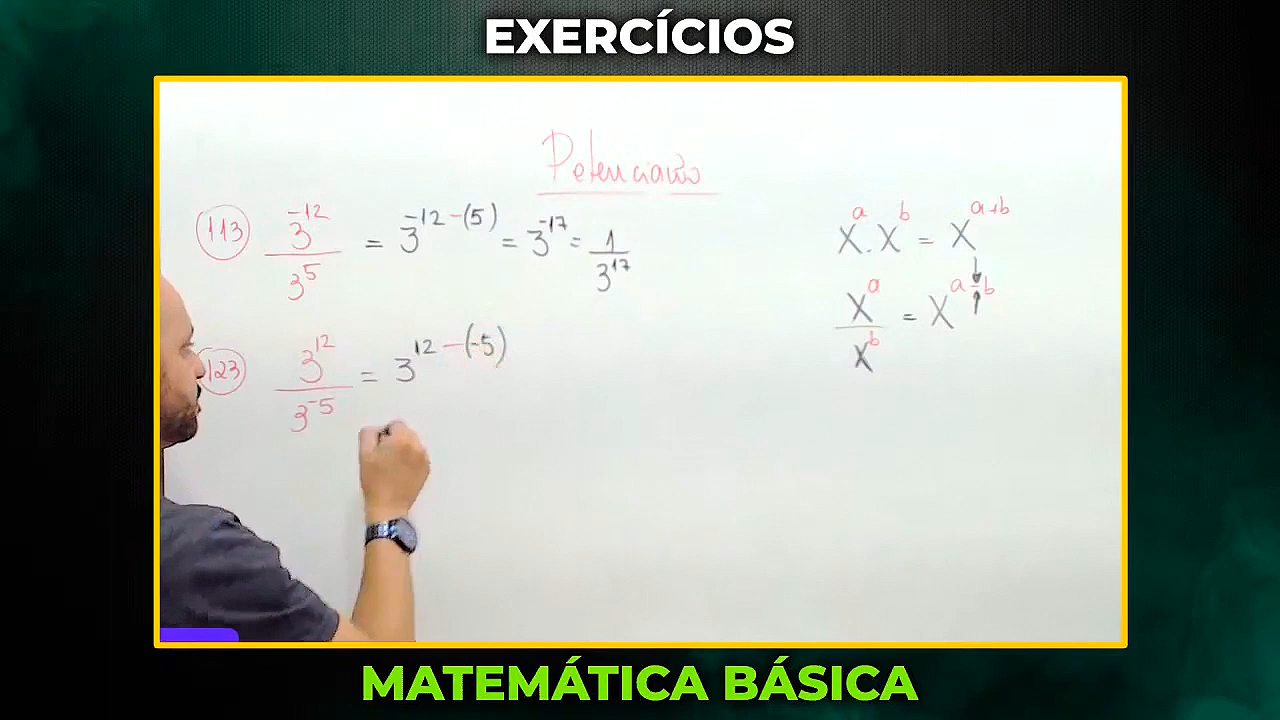 EXERCÍCIOS
Potenciação
113 3^-12 / 3^5 = 3^-12-(5) = 3^-17 = 1 / 3^17
x^a . x^b = x^a+b
x^a / x^b = x^a-b
123 3^12 / 3^-5 = 3^12-(-5)
MATEMÁTICA BÁSICA